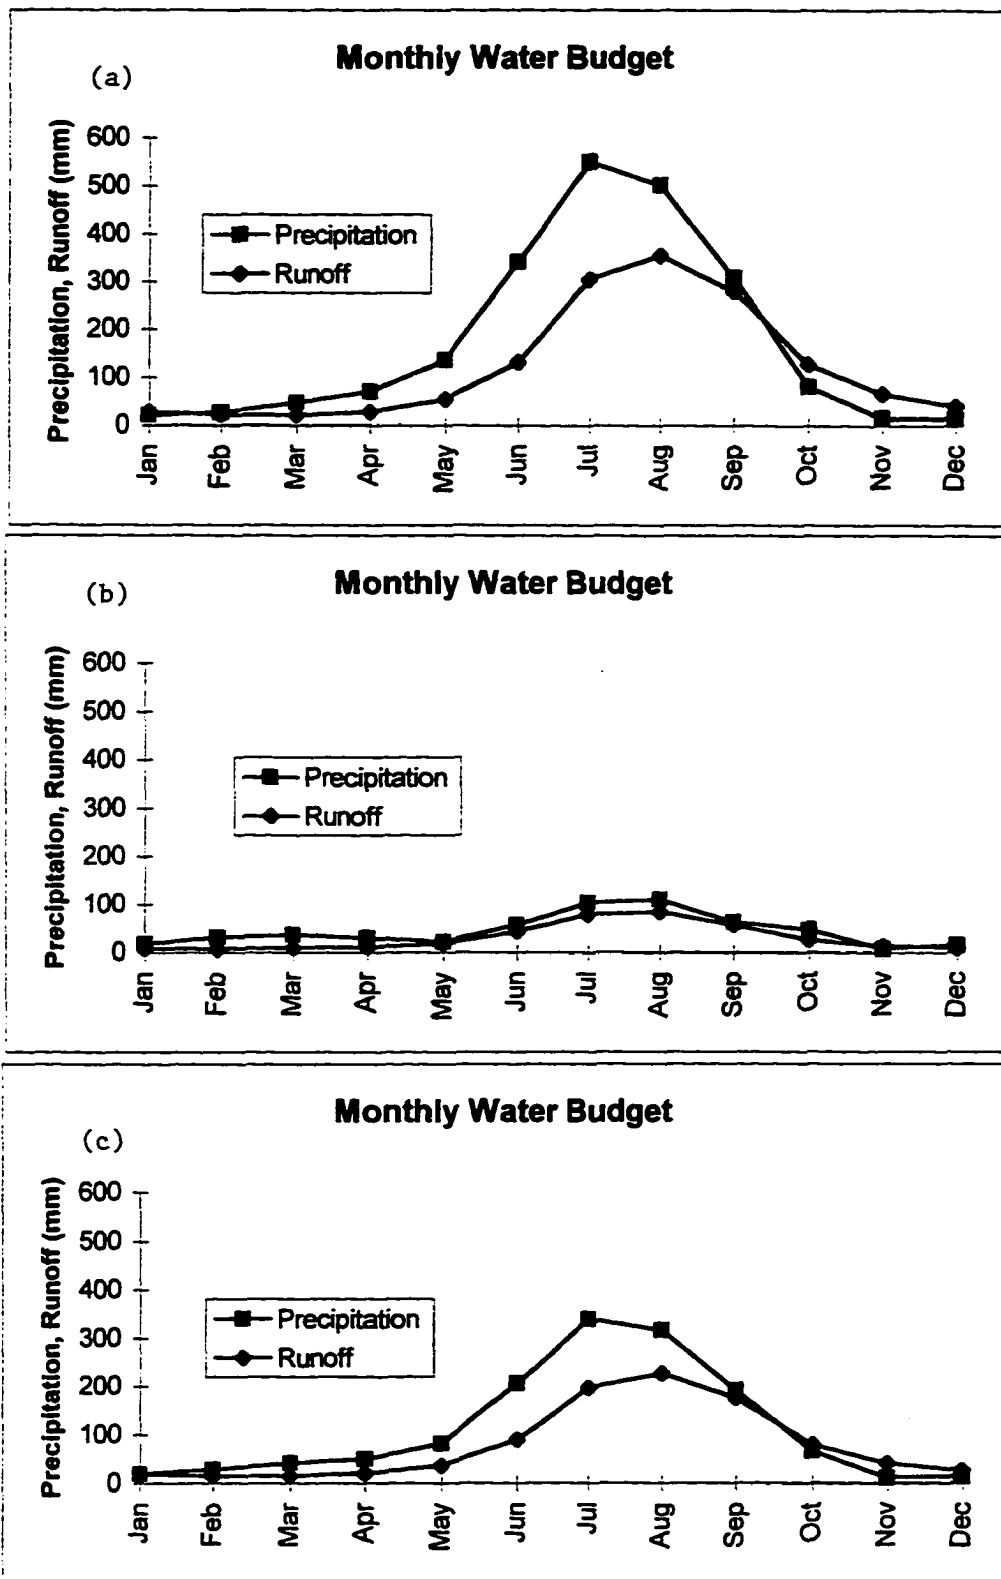 Monthly Water Budget
(a)
Precipitation, Runoff (mm)
600
500
400
300
200
100
0
Precipitation
Runoff
Jan Feb Mar Apr May Jun Jul Aug Sep Oct Nov Dec
Monthly Water Budget
(b)
Precipitation, Runoff (mm)
600
500
400
300
200
100
0
Precipitation
Runoff
Jan Feb Mar Apr May Jun Jul Aug Sep Oct Nov Dec
Monthly Water Budget
(c)
Precipitation, Runoff (mm)
600
500
400
300
200
100
0
Precipitation
Runoff
Jan Feb Mar Apr May Jun Jul Aug Sep Oct Nov Dec